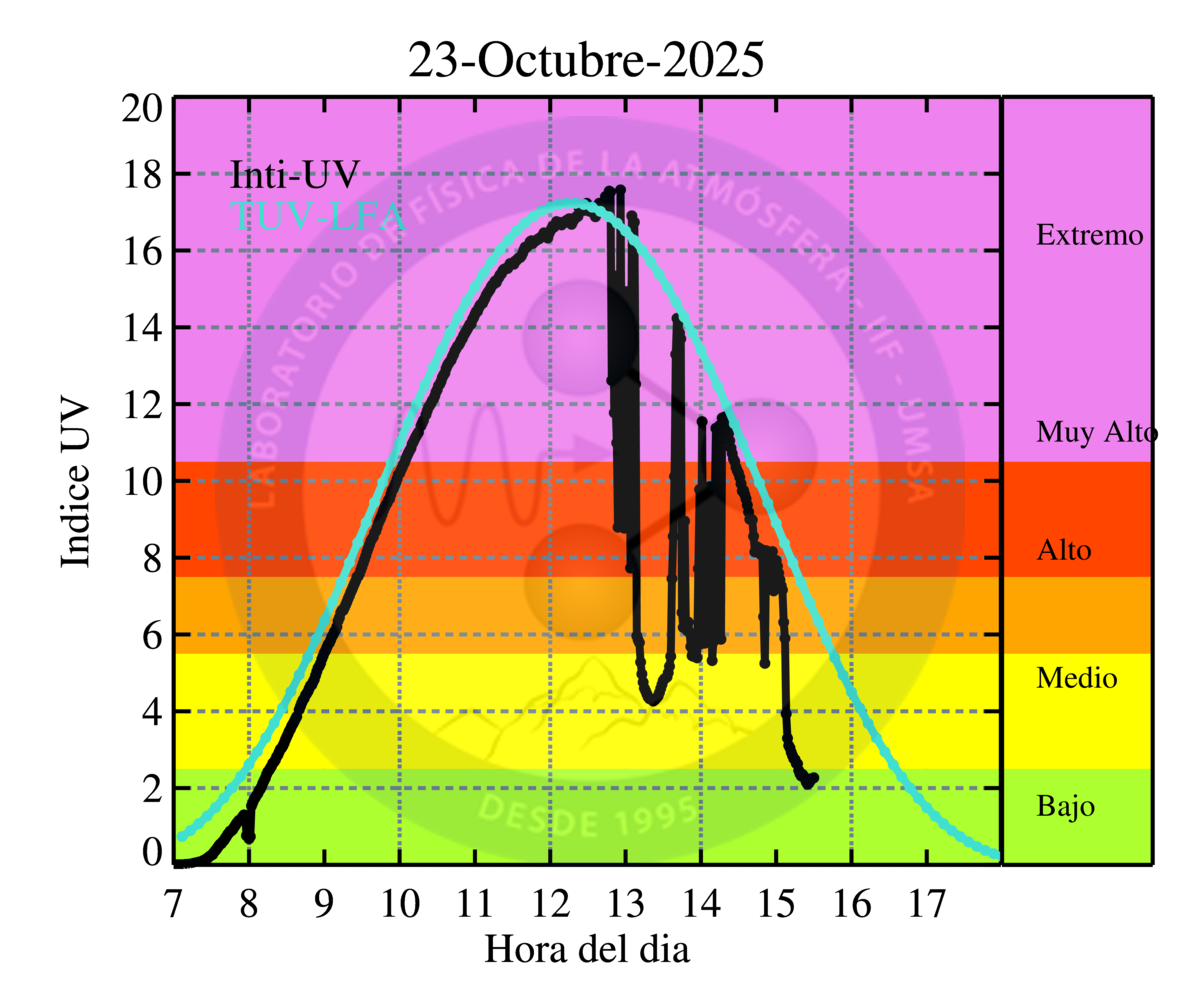 23-Octubre-2025
20
18
16
14
12
10
8
6
4
2
0
Indice UV
Inti-UV
TUV-LFA
LABORATORIO DE FÍSICA DE LA ATMÓSFERA - IIF - UMSA
DESDE 1995
Extremo
Muy Alto
Alto
Medio
Bajo
7 8 9 10 11 12 13 14 15 16 17
Hora del dia